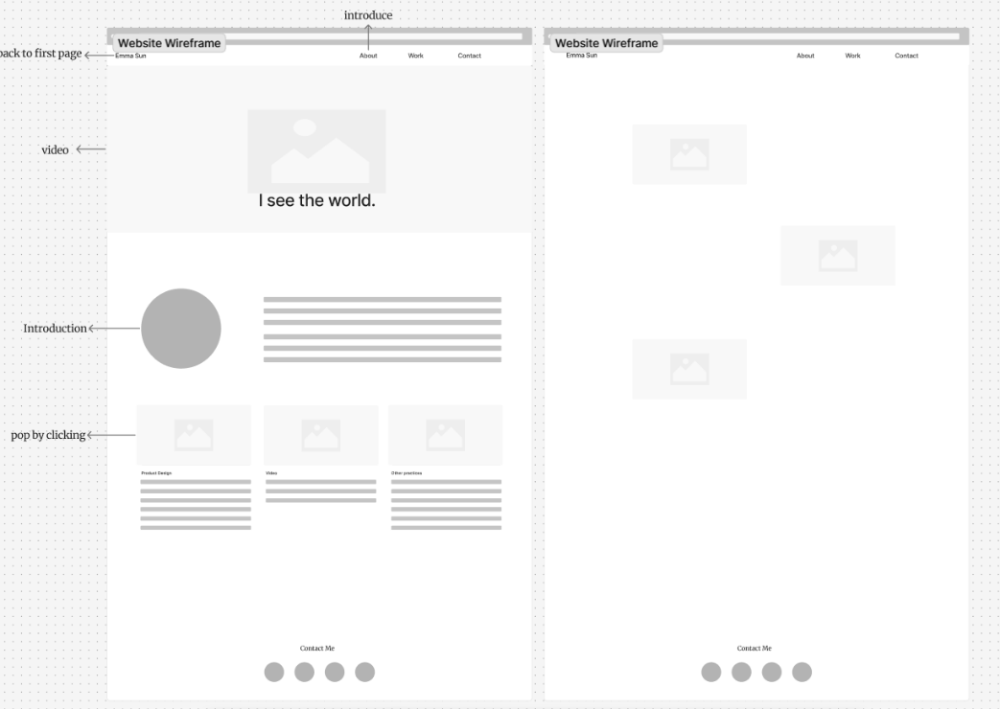 introduce
Website Wireframe
Website Wireframe
back to first page
Emma Sun
About
Work
Contact
Emma Sun
About
Work
Contact
video
I see the world.
Introduction
pop by clicking
Product Design
Video
Other practices
Contact Me
Contact Me